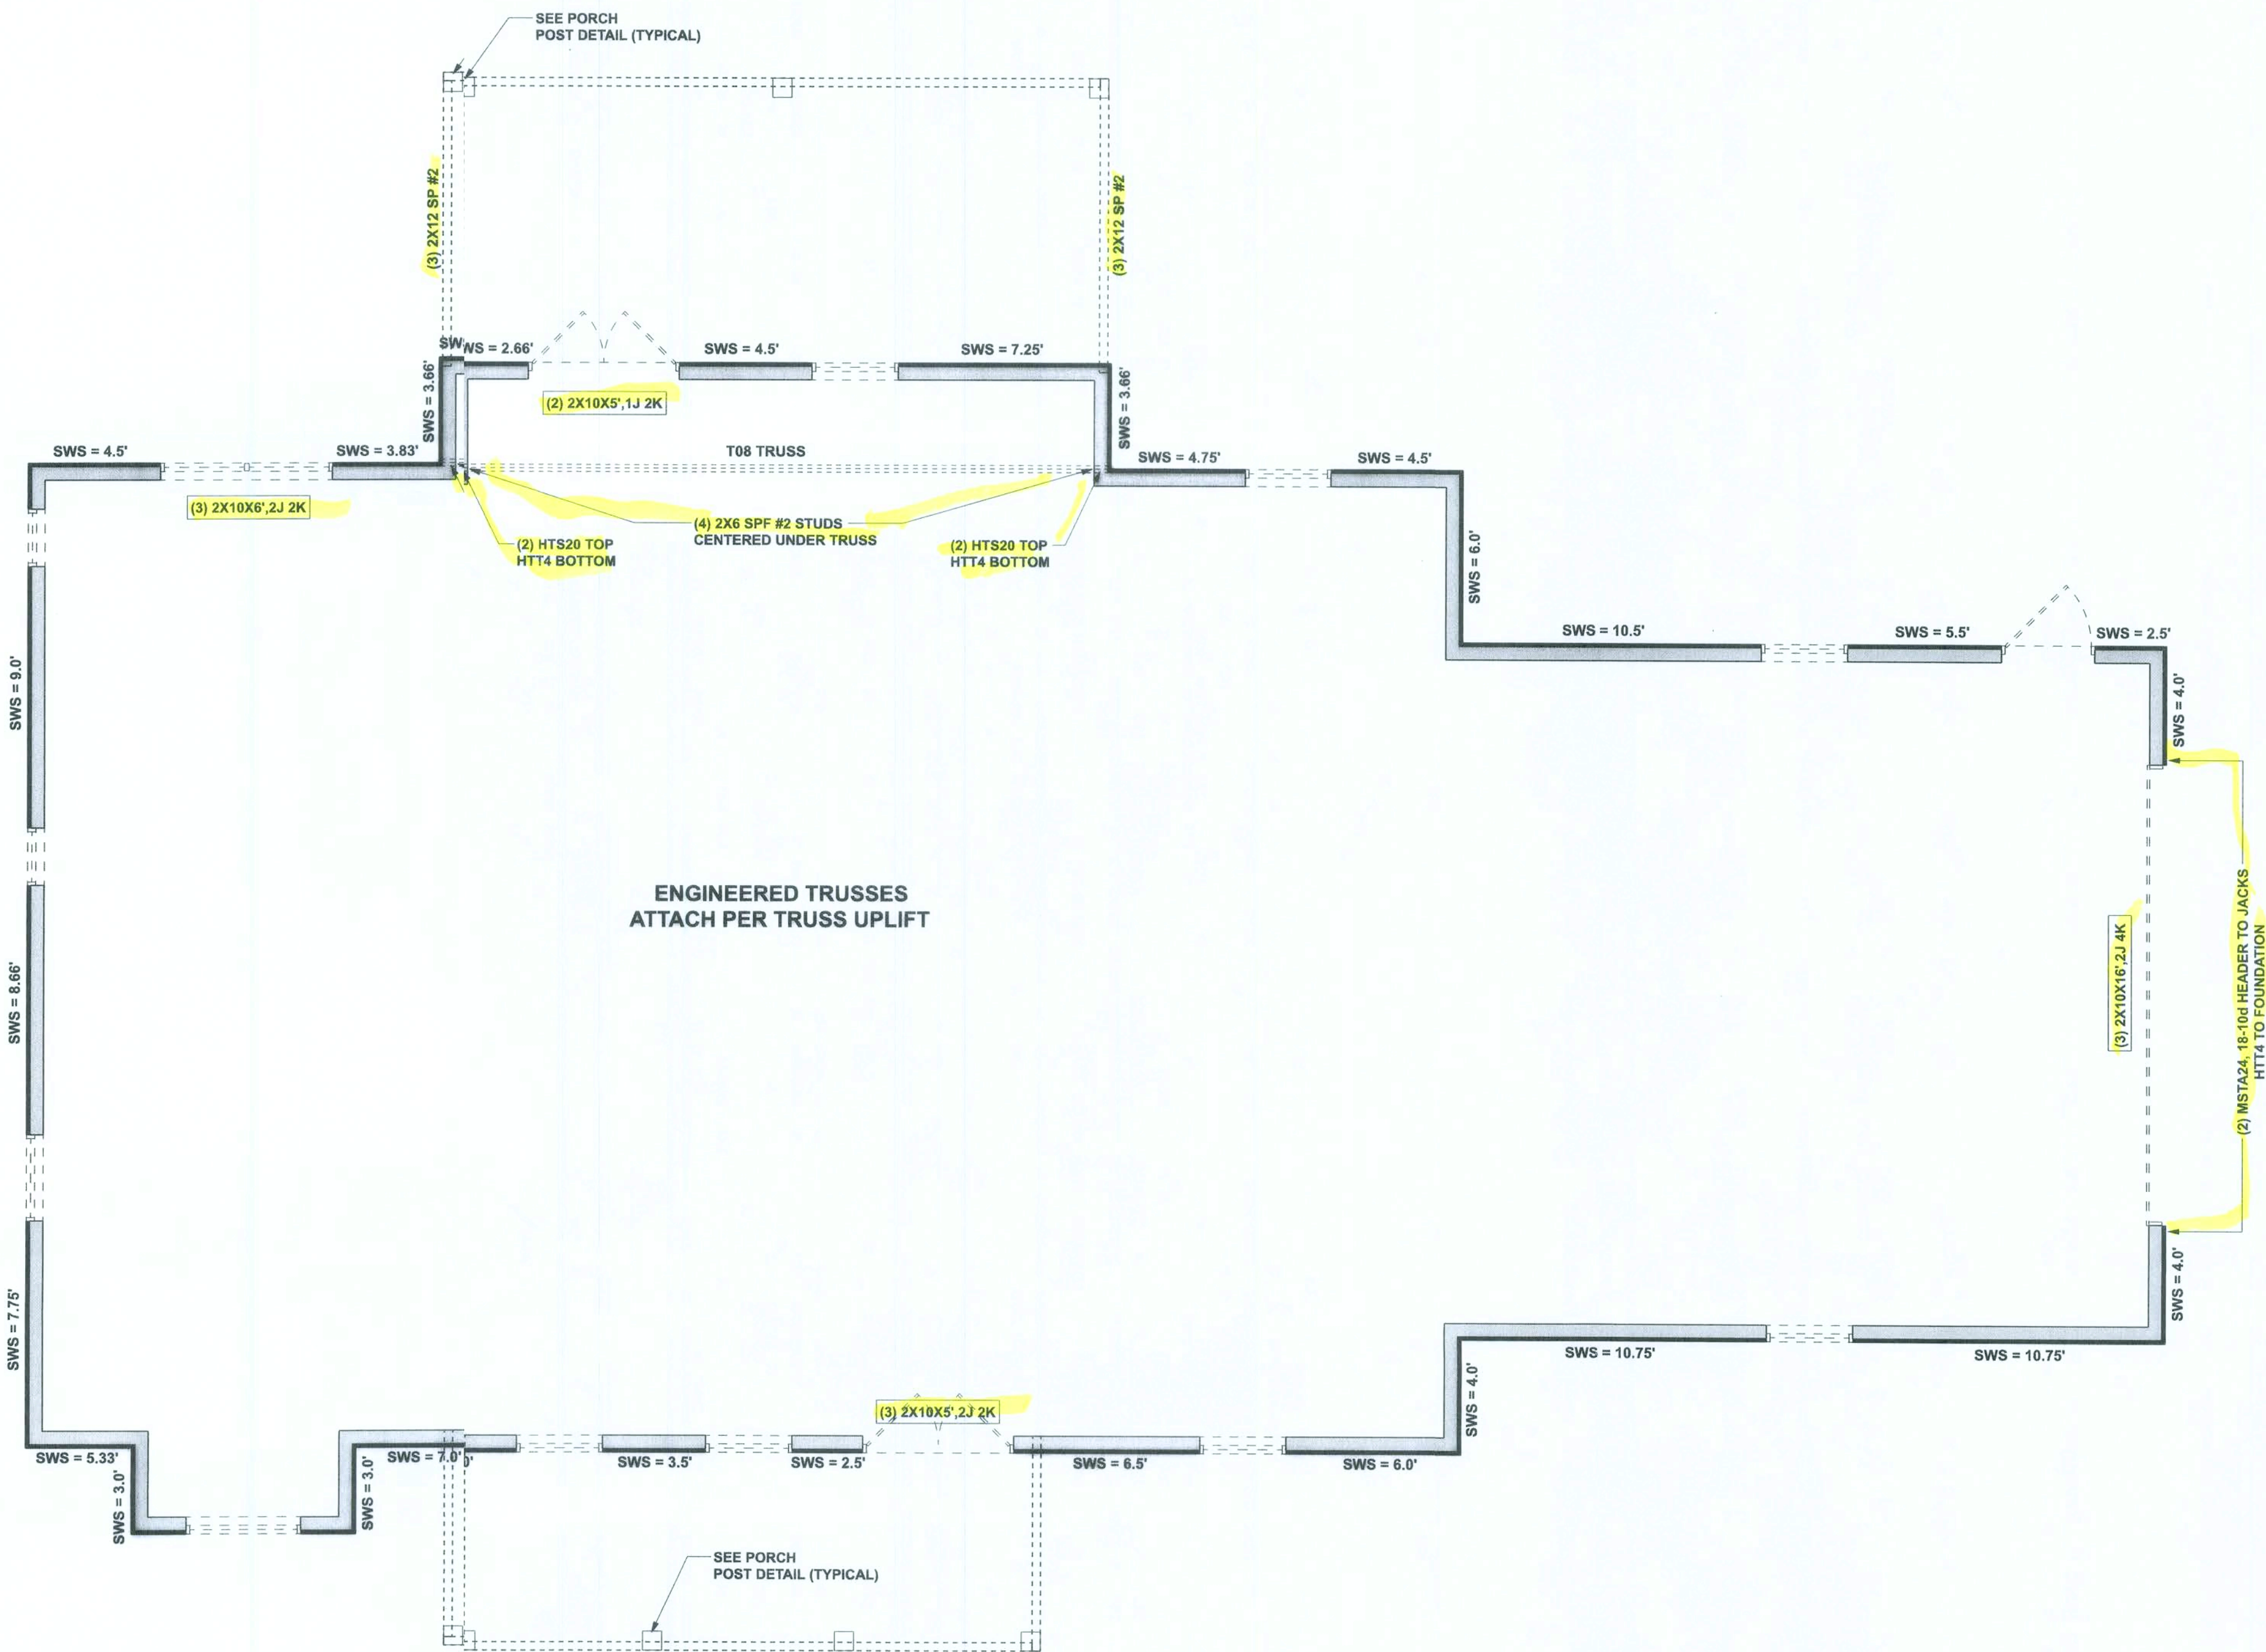 SEE PORCH
POST DETAIL (TYPICAL)
(3) 2X12 SP #2
(3) 2X12 SP #2
SWS = 2.66'
SWS = 4.5'
SWS = 7.25'
SWS = 3.66'
SWS = 3.66'
(2) 2X10X5',1J 2K
SWS = 4.5'
SWS = 3.83'
T08 TRUSS
SWS = 4.75'
SWS = 4.5'
(3) 2X10X6',2J 2K
(4) 2X6 SPF #2 STUDS
CENTERED UNDER TRUSS
(2) HTS20 TOP
HTT4 BOTTOM
(2) HTS20 TOP
HTT4 BOTTOM
SWS = 6.0'
SWS = 10.5'
SWS = 5.5'
SWS = 2.5'
SWS = 9.0'
SWS = 4.0'
ENGINEERED TRUSSES
ATTACH PER TRUSS UPLIFT
SWS = 8.66'
(3) 2X10X16',2J 4K
(2) MSTA24, 18-10d HEADER TO JACKS
HTT4 TO FOUNDATION
SWS = 7.75'
SWS = 4.0'
SWS = 10.75'
SWS = 10.75'
SWS = 4.0'
(3) 2X10X5',2J 2K
SWS = 5.33'
SWS = 3.0'
SWS = 3.0'
SWS = 7.0'
SWS = 3.5'
SWS = 2.5'
SWS = 6.5'
SWS = 6.0'
SEE PORCH
POST DETAIL (TYPICAL)